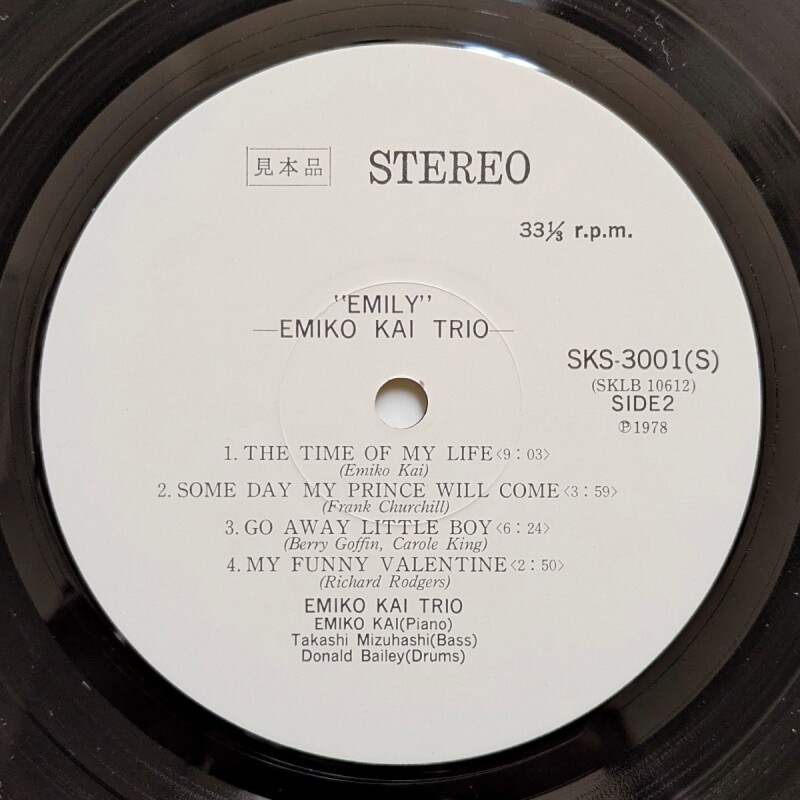 見本品 STEREO
33⅓ r.p.m.
"EMILY"
—EMIKO KAI TRIO—
SKS-3001(S)
(SKLB 10612)
SIDE2
℗1978
1. THE TIME OF MY LIFE<9:03>
(Emiko Kai)
2. SOME DAY MY PRINCE WILL COME<3:59>
(Frank Churchill)
3. GO AWAY LITTLE BOY<6:24>
(Berry Goffin, Carole King)
4. MY FUNNY VALENTINE<2:50>
(Richard Rodgers)
EMIKO KAI TRIO
EMIKO KAI(Piano)
Takashi Mizuhashi(Bass)
Donald Bailey(Drums)